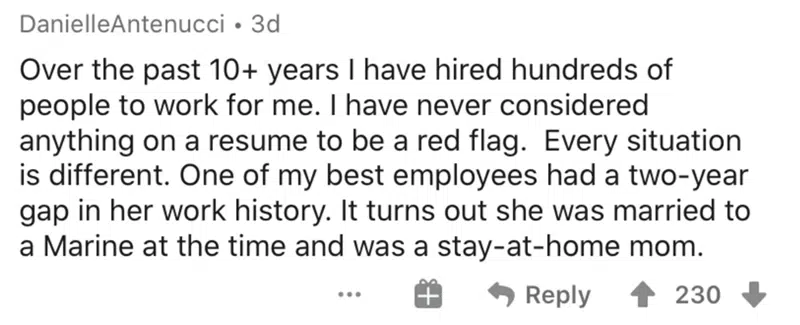 DanielleAntenucci • 3d
Over the past 10+ years I have hired hundreds of
people to work for me. I have never considered
anything on a resume to be a red flag.  Every situation
is different. One of my best employees had a two-year
gap in her work history. It turns out she was married to
a Marine at the time and was a stay-at-home mom.
... Reply 230